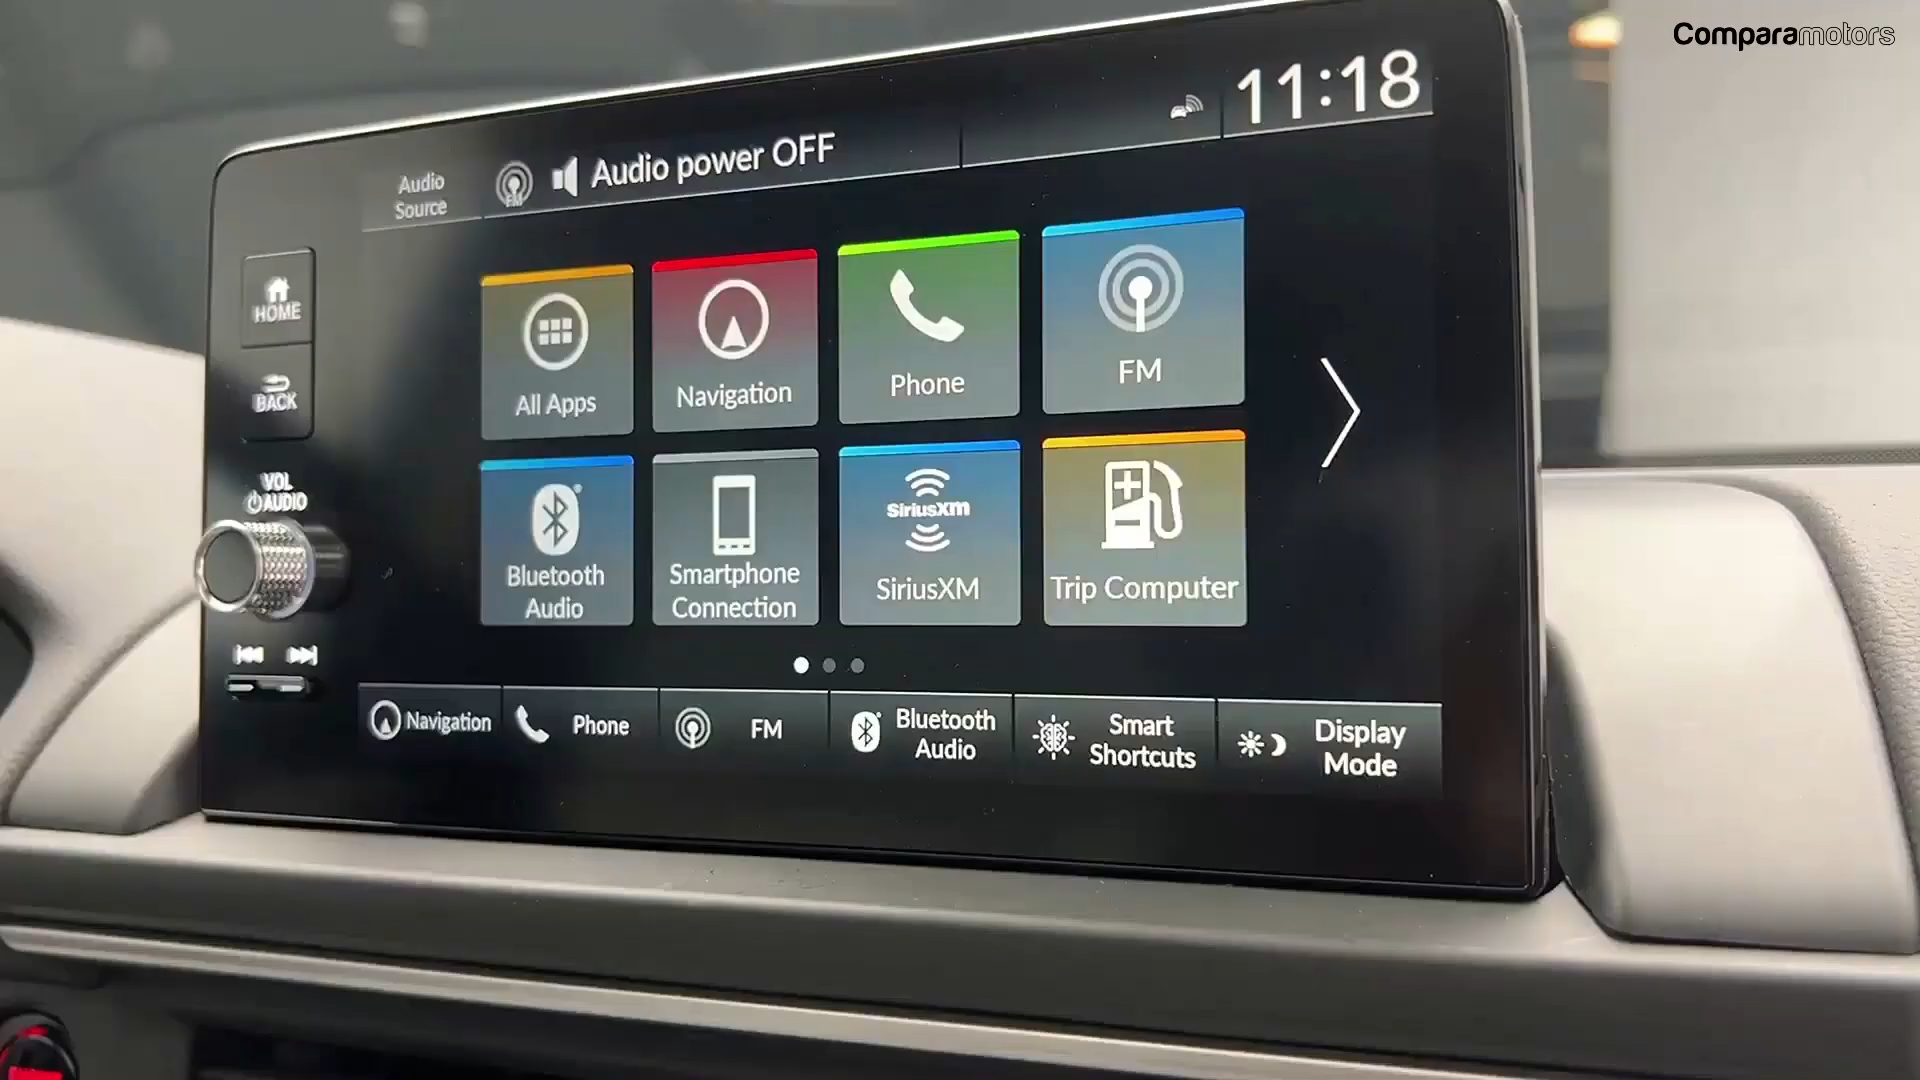 Comparamotors
11:18
Audio
Source
FM
Audio power OFF
HOME
BACK
VOL
AUDIO
All Apps
Navigation
Phone
FM
Bluetooth
Audio
Smartphone
Connection
SiriusXM
SiriusXM
Trip Computer
Navigation
Phone
FM
Bluetooth
Audio
Smart
Shortcuts
Display
Mode